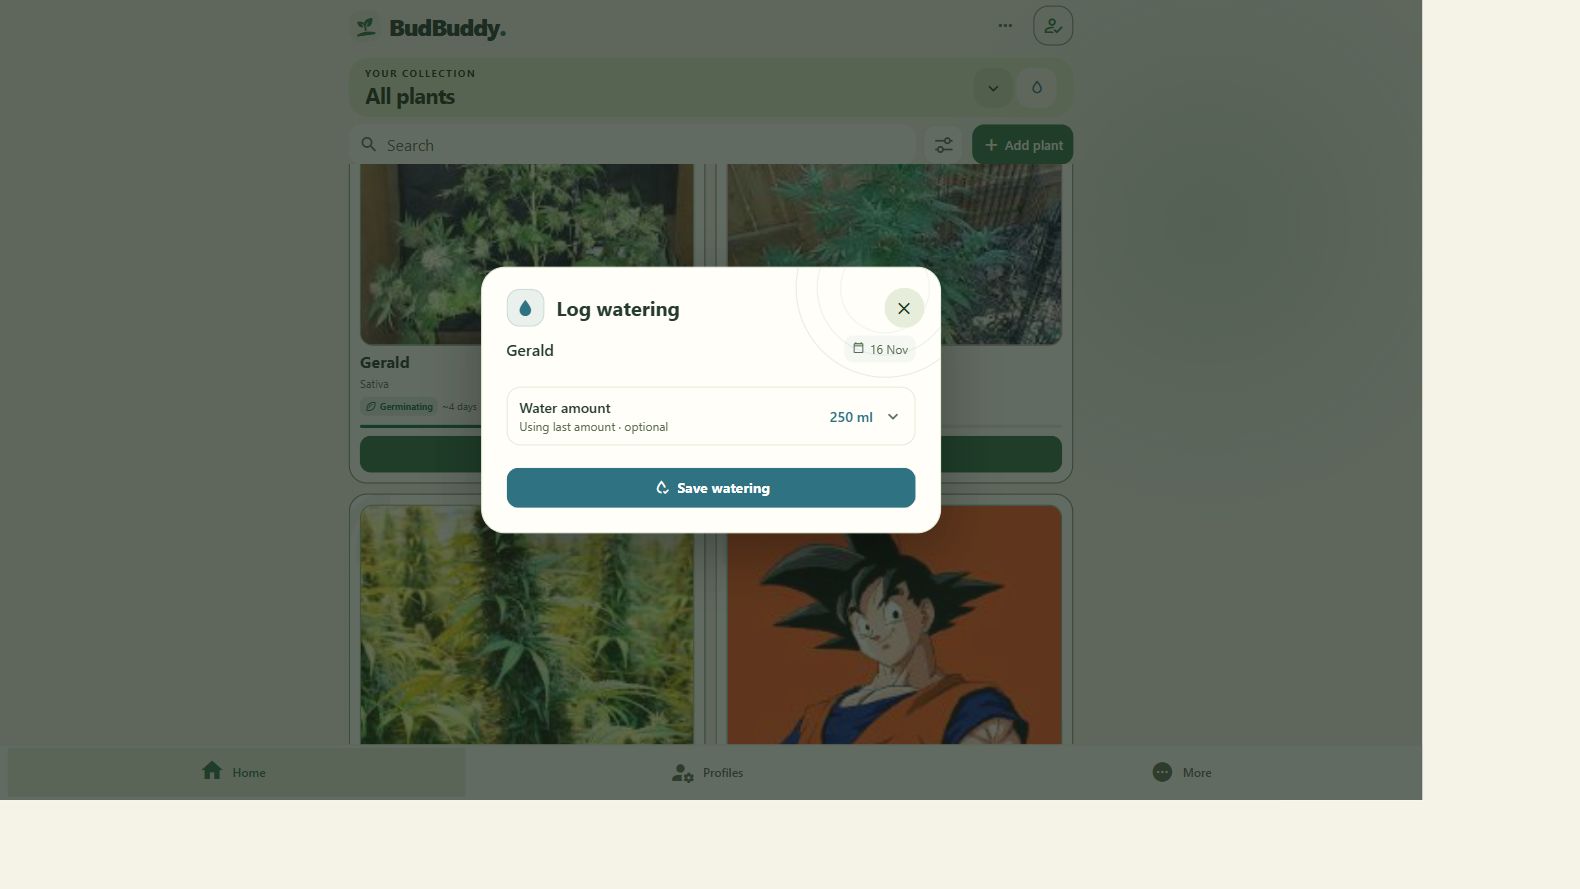 BudBuddy.
YOUR COLLECTION
All plants
Search
Add plant
Log watering
Gerald
16 Nov
Water amount
Using last amount · optional
250 ml
Save watering
Gerald
Sativa
Germinating ~4 days
Home
Profiles
More